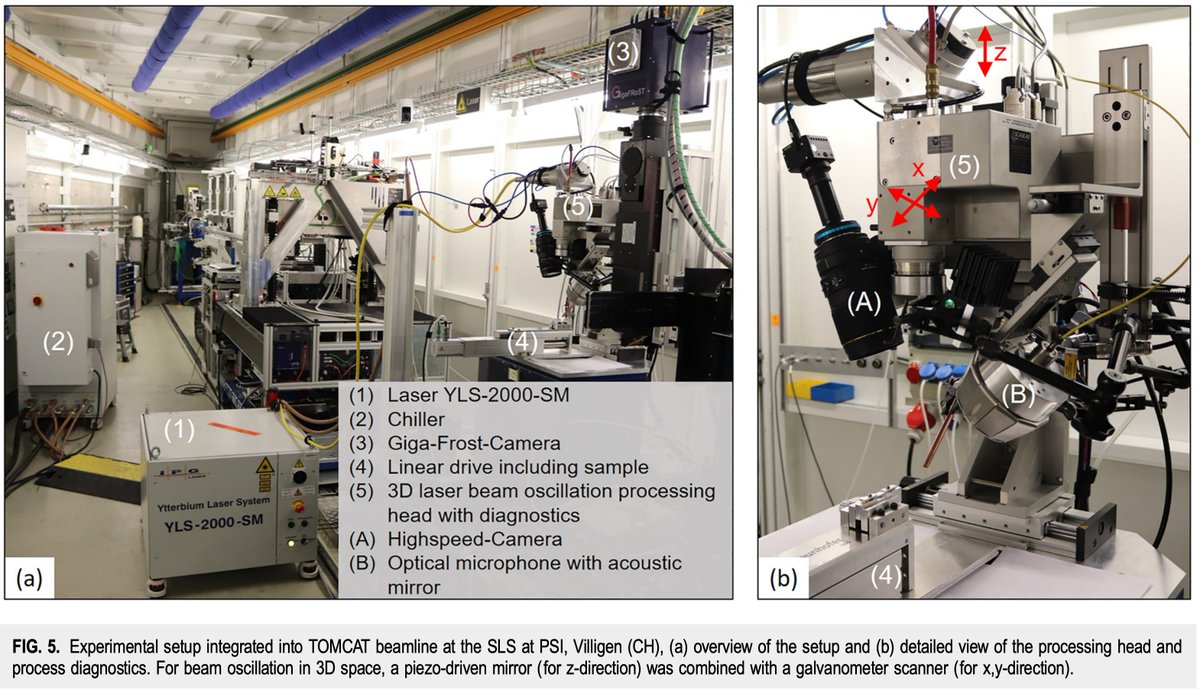 (3)
GigaFRoST
Laser
(5)
(2)
(4)
(1)
IPG
LASER
Ytterbium Laser System
YLS-2000-SM
(1) Laser YLS-2000-SM
(2) Chiller
(3) Giga-Frost-Camera
(4) Linear drive including sample
(5) 3D laser beam oscillation processing
head with diagnostics
(A) Highspeed-Camera
(B) Optical microphone with acoustic
mirror
(a)
z
SCANLAB
(5)
x
y
(A)
(B)
(4)
(b)
FIG. 5. Experimental setup integrated into TOMCAT beamline at the SLS at PSI, Villigen (CH), (a) overview of the setup and (b) detailed view of the processing head and
process diagnostics. For beam oscillation in 3D space, a piezo-driven mirror (for z-direction) was combined with a galvanometer scanner (for x,y-direction).